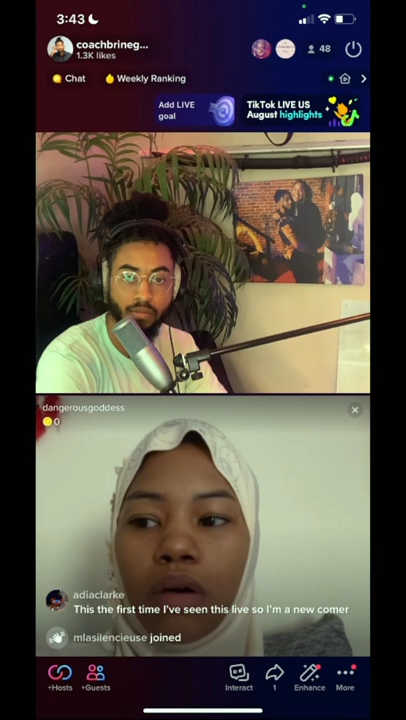 3:43
coachbrineg...
1.3K likes
48
Chat
Weekly Ranking
Add LIVE
goal
TikTok LIVE US
August highlights
dangerousgoddess
0
adiaclarke
This the first time I've seen this live so I'm a new comer
mlasilencieuse joined
+Hosts
+Guests
Interact
1
Enhance
More